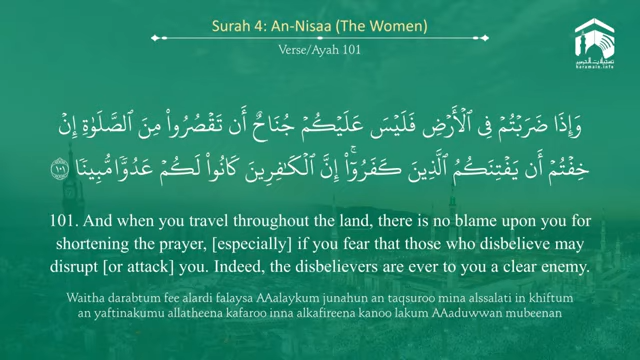 Surah 4: An-Nisaa (The Women)
Verse/Ayah 101
haramain.info
وَإِذَا ضَرَبْتُمْ فِى ٱلْأَرْضِ فَلَيْسَ عَلَيْكُمْ جُنَاحٌ أَن تَقْصُرُوا۟ مِنَ ٱلصَّلَوٰةِ إِنْ
خِفْتُمْ أَن يَفْتِنَكُمُ ٱلَّذِينَ كَفَرُوٓا۟ ۚ إِنَّ ٱلْكَـٰفِرِينَ كَانُوا۟ لَكُمْ عَدُوًّا مُّبِينًا ١٠١
101. And when you travel throughout the land, there is no blame upon you for
shortening the prayer, [especially] if you fear that those who disbelieve may
disrupt [or attack] you. Indeed, the disbelievers are ever to you a clear enemy.
Waitha darabtum fee alardi falaysa AAalaykum junahun an taqsuroo mina alssalati in khiftum
an yaftinakumu allatheena kafaroo inna alkafireena kanoo lakum AAaduwwan mubeenan